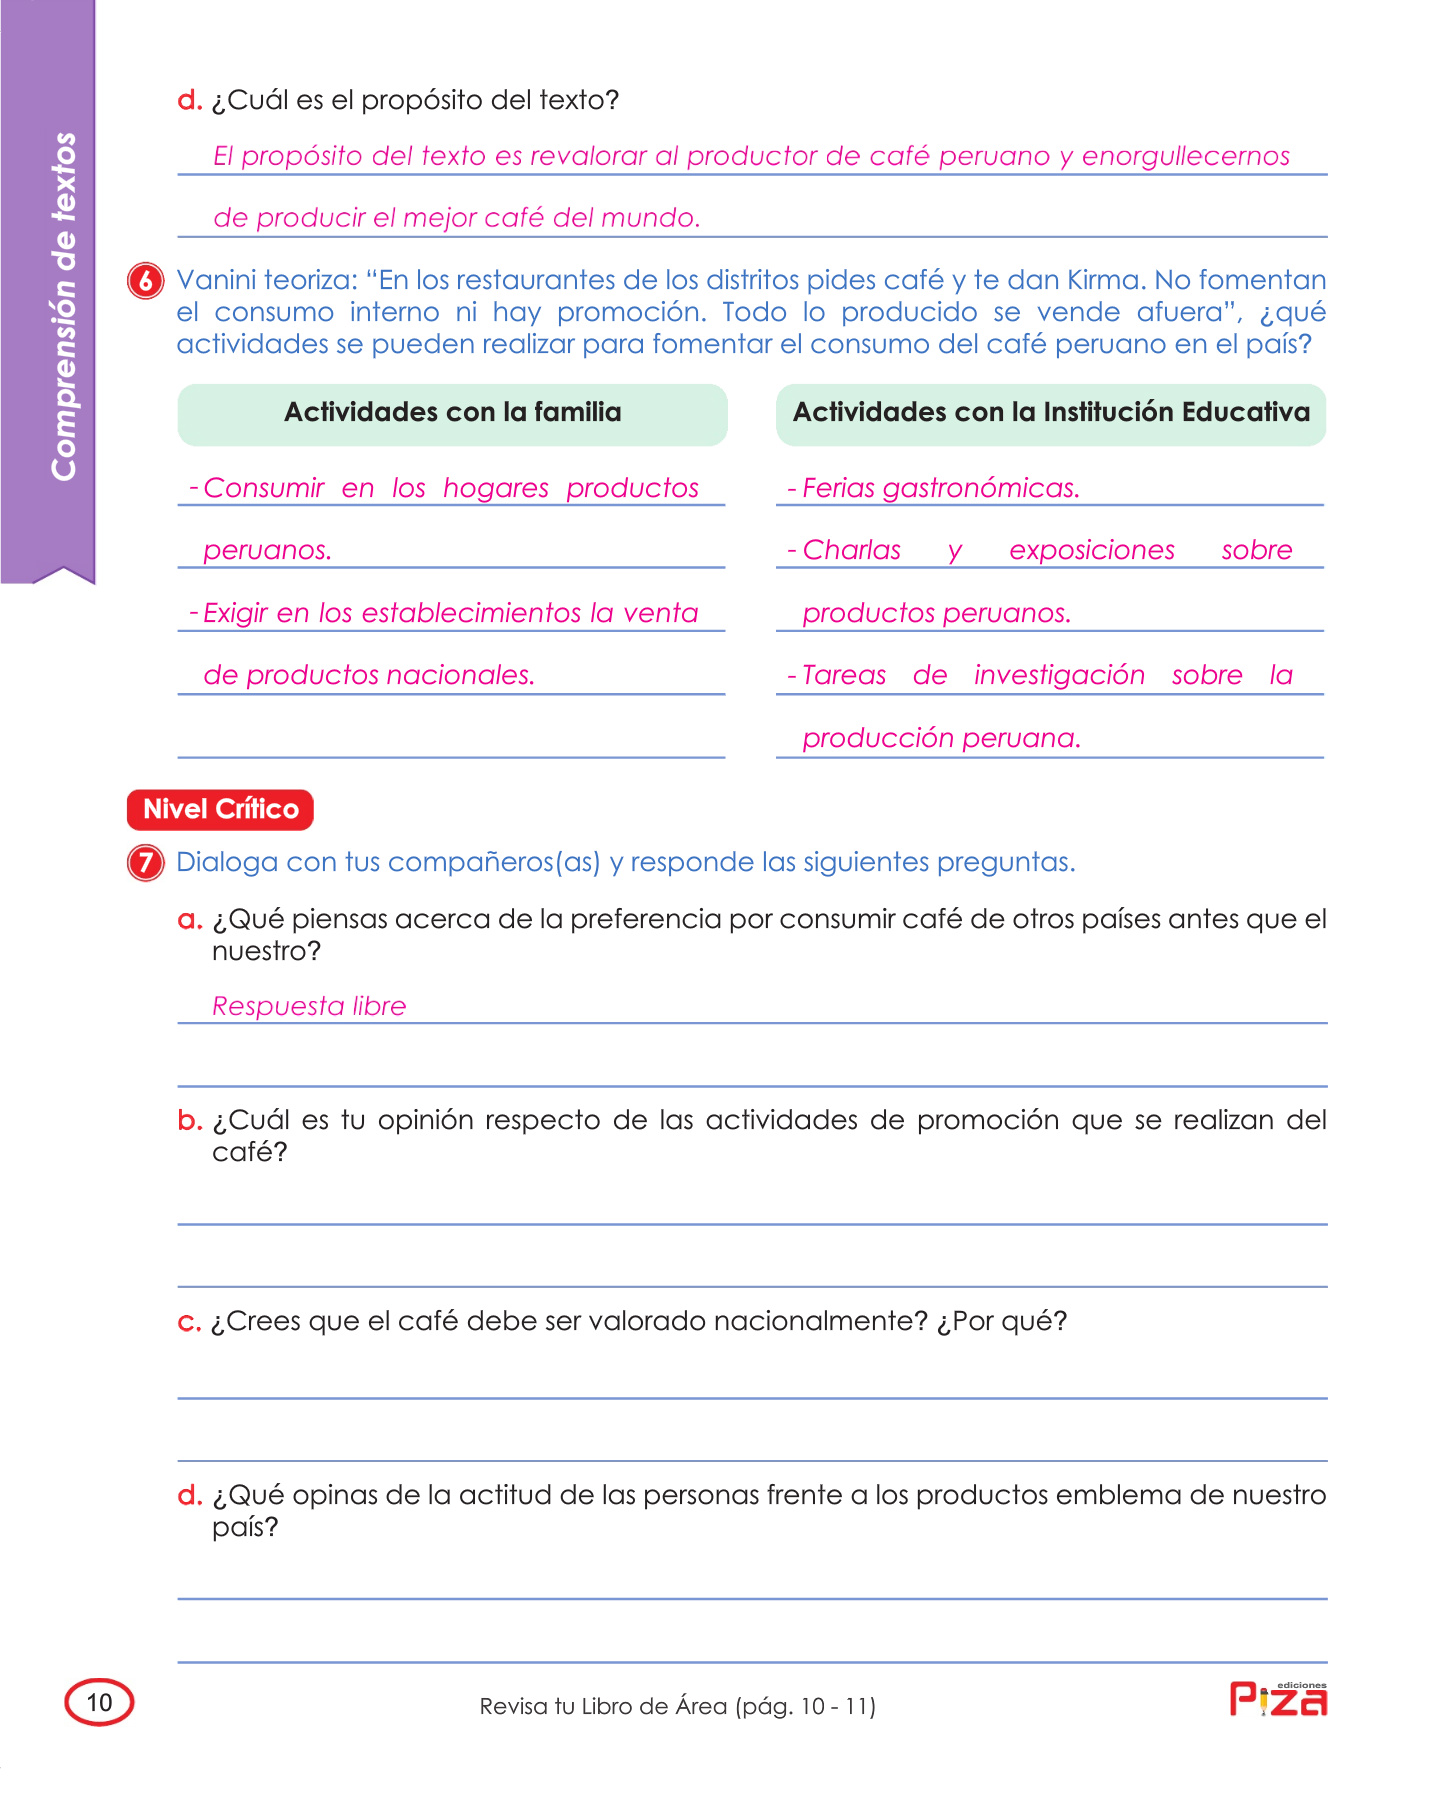 Comprensión de textos
d. ¿Cuál es el propósito del texto?
El propósito del texto es revalorar al productor de café peruano y enorgullecernos
de producir el mejor café del mundo.
6 Vanini teoriza: “En los restaurantes de los distritos pides café y te dan Kirma. No fomentan
el consumo interno ni hay promoción. Todo lo producido se vende afuera”, ¿qué
actividades se pueden realizar para fomentar el consumo del café peruano en el país?
Actividades con la familia
- Consumir en los hogares productos
peruanos.
- Exigir en los establecimientos la venta
de productos nacionales.
Actividades con la Institución Educativa
- Ferias gastronómicas.
- Charlas y exposiciones sobre
productos peruanos.
- Tareas de investigación sobre la
producción peruana.
Nivel Crítico
7 Dialoga con tus compañeros(as) y responde las siguientes preguntas.
a. ¿Qué piensas acerca de la preferencia por consumir café de otros países antes que el
nuestro?
Respuesta libre
b. ¿Cuál es tu opinión respecto de las actividades de promoción que se realizan del
café?
c. ¿Crees que el café debe ser valorado nacionalmente? ¿Por qué?
d. ¿Qué opinas de la actitud de las personas frente a los productos emblema de nuestro
país?
10
Revisa tu Libro de Área (pág. 10 - 11)
ediciones
Piza